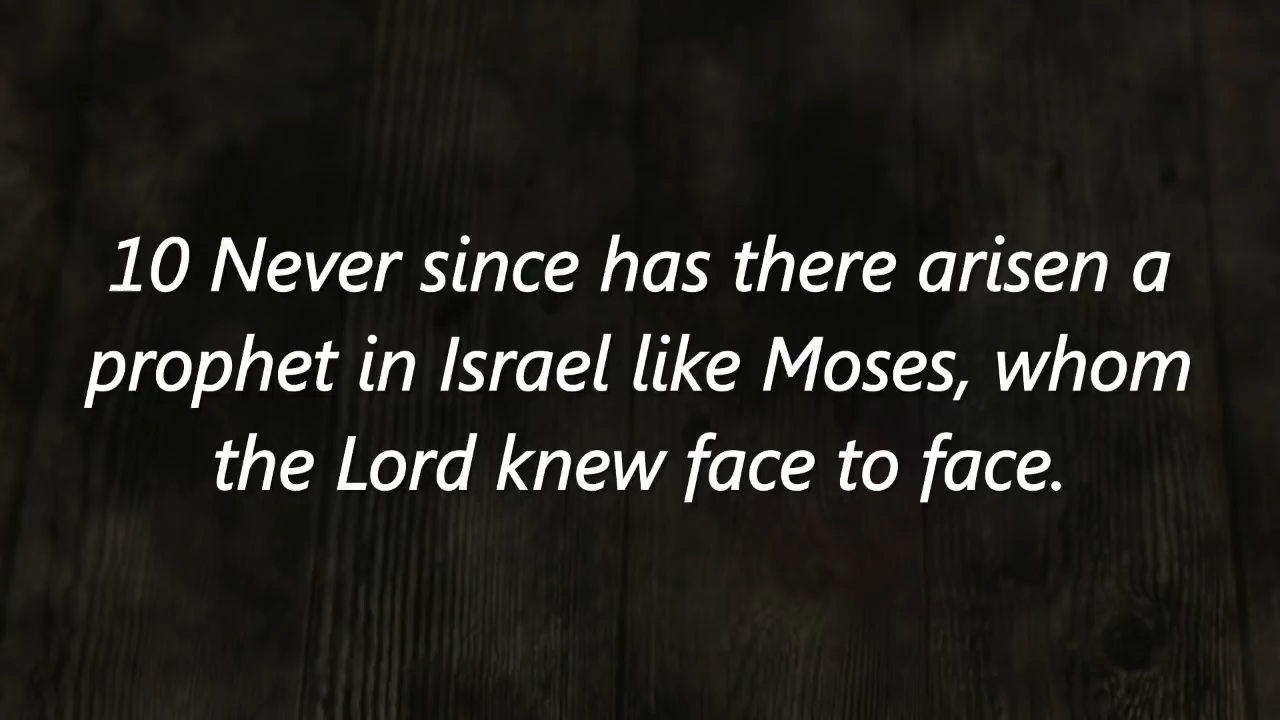 10 Never since has there arisen a
prophet in Israel like Moses, whom
the Lord knew face to face.